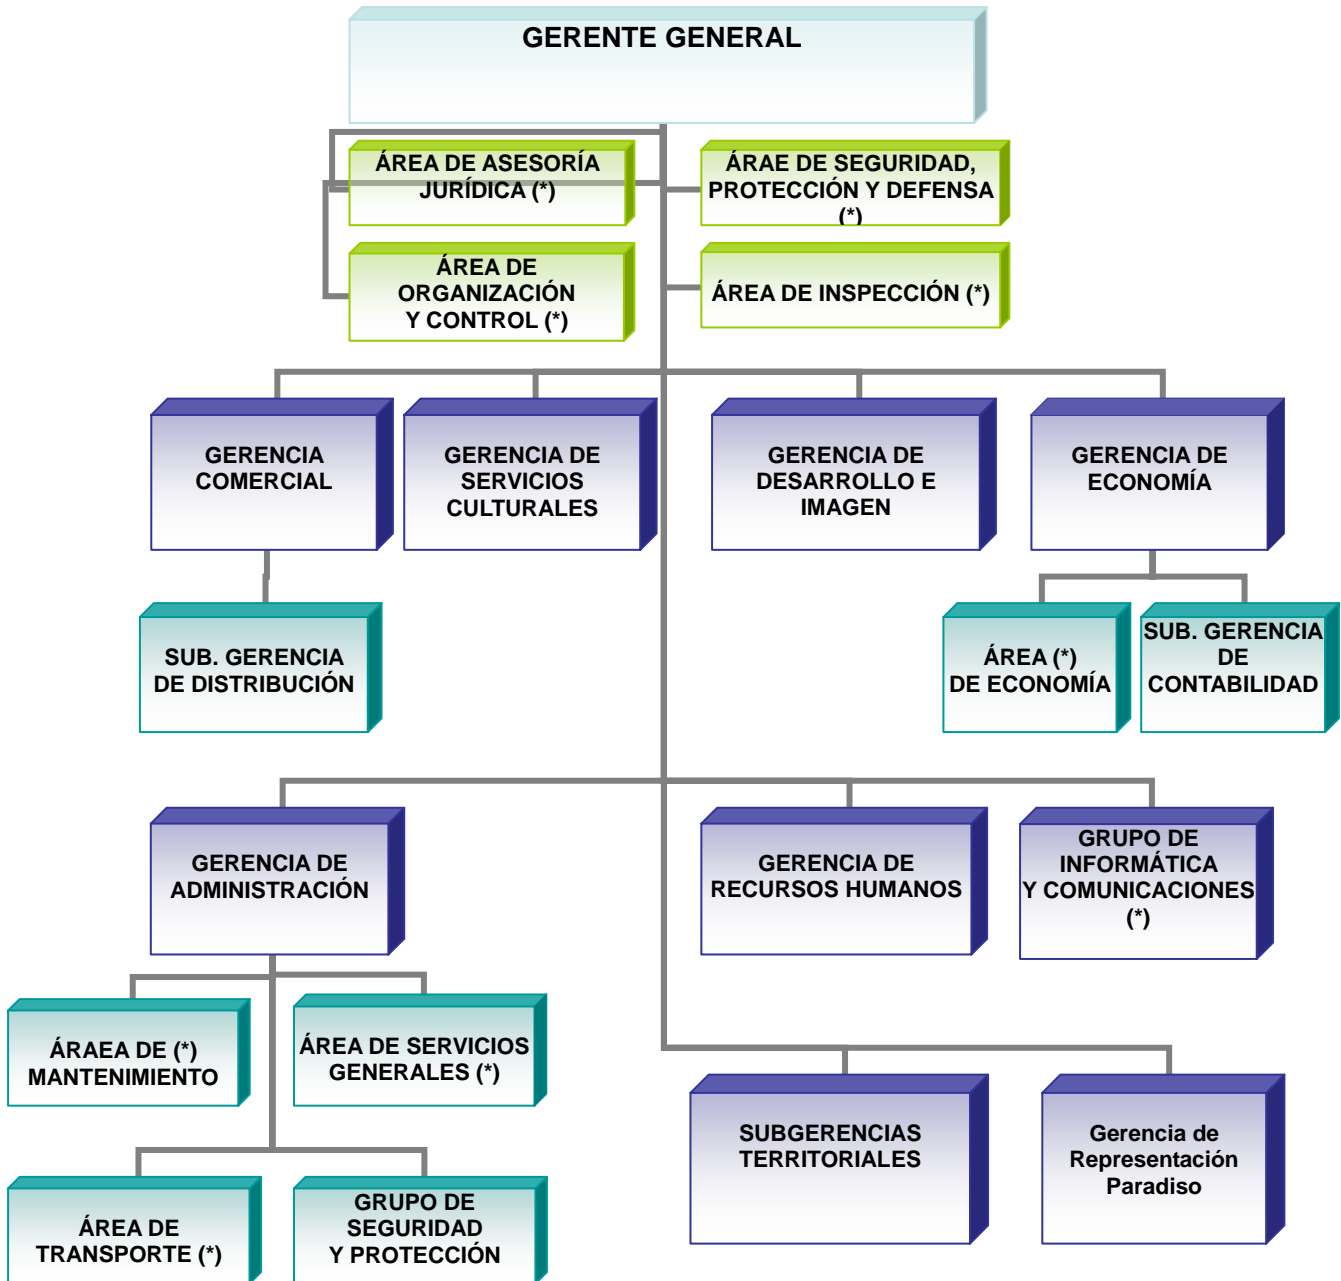 GERENTE GENERAL
ÁREA DE ASESORÍA
JURÍDICA (*)
ÁRAE DE SEGURIDAD,
PROTECCIÓN Y DEFENSA
(*)
ÁREA DE
ORGANIZACIÓN
Y CONTROL (*)
ÁREA DE INSPECCIÓN (*)
GERENCIA
COMERCIAL
GERENCIA DE
SERVICIOS
CULTURALES
GERENCIA DE
DESARROLLO E
IMAGEN
GERENCIA DE
ECONOMÍA
SUB. GERENCIA
DE DISTRIBUCIÓN
ÁREA (*)
DE ECONOMÍA
SUB. GERENCIA
DE
CONTABILIDAD
GERENCIA DE
ADMINISTRACIÓN
GERENCIA DE
RECURSOS HUMANOS
GRUPO DE
INFORMÁTICA
Y COMUNICACIONES
(*)
ÁRAEA DE (*)
MANTENIMIENTO
ÁREA DE SERVICIOS
GENERALES (*)
SUBGERENCIAS
TERRITORIALES
Gerencia de
Representación
Paradiso
ÁREA DE
TRANSPORTE (*)
GRUPO DE
SEGURIDAD
Y PROTECCIÓN